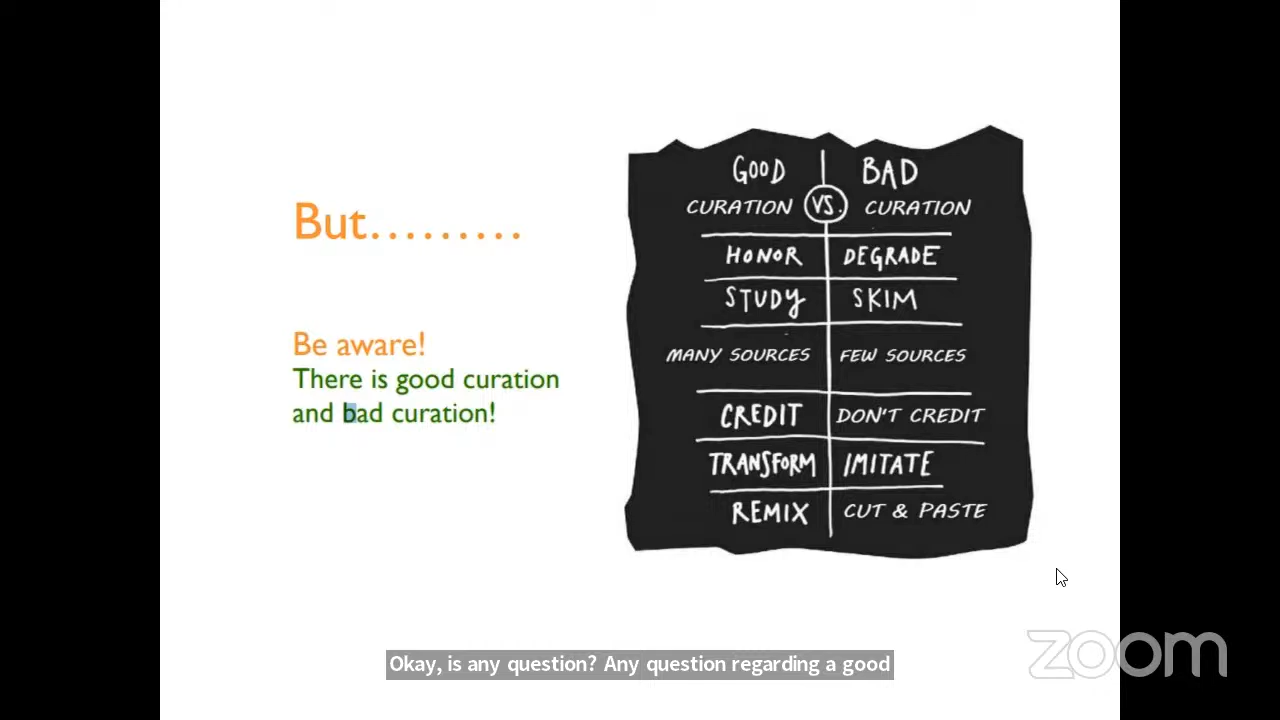 But.........
Be aware!
There is good curation
and bad curation!
GOOD VS. BAD
CURATION CURATION
HONOR DEGRADE
STUDY SKIM
MANY SOURCES FEW SOURCES
CREDIT DON'T CREDIT
TRANSFORM IMITATE
REMIX CUT & PASTE
zoom
Okay, is any question? Any question regarding a good